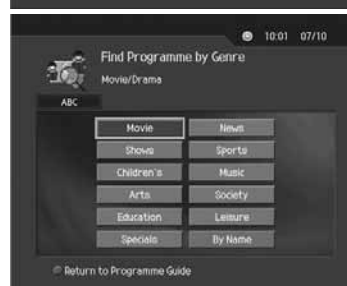 10:01 07/10
Find Programme by Genre
Movie/Drama
ABC
Movie News
Shows Sports
Children's Music
Arts Society
Education Leisure
Specials By Name
Return to Programme Guide